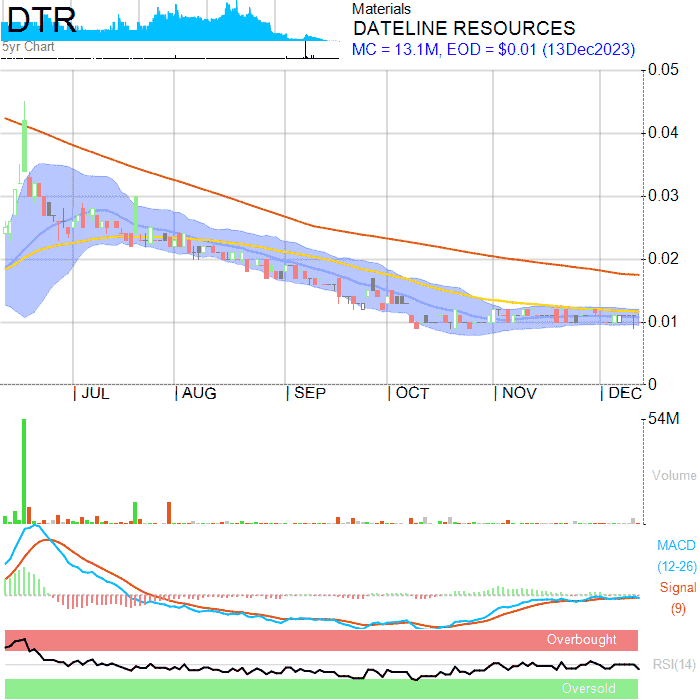 DTR
5yr Chart
Materials
DATELINE RESOURCES
MC = 13.1M, EOD = $0.01 (13Dec2023)
0.05
0.04
0.03
0.02
0.01
0
JUL
AUG
SEP
OCT
NOV
DEC
54M
Volume
MACD
(12-26)
Signal
(9)
Overbought
RSI(14)
Oversold